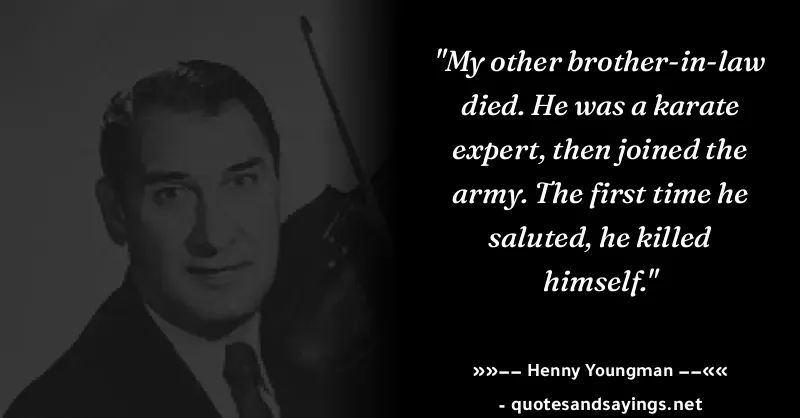 "My other brother-in-law
died. He was a karate
expert, then joined the
army. The first time he
saluted, he killed
himself."
»»−− Henny Youngman −−««
- quotesandsayings.net